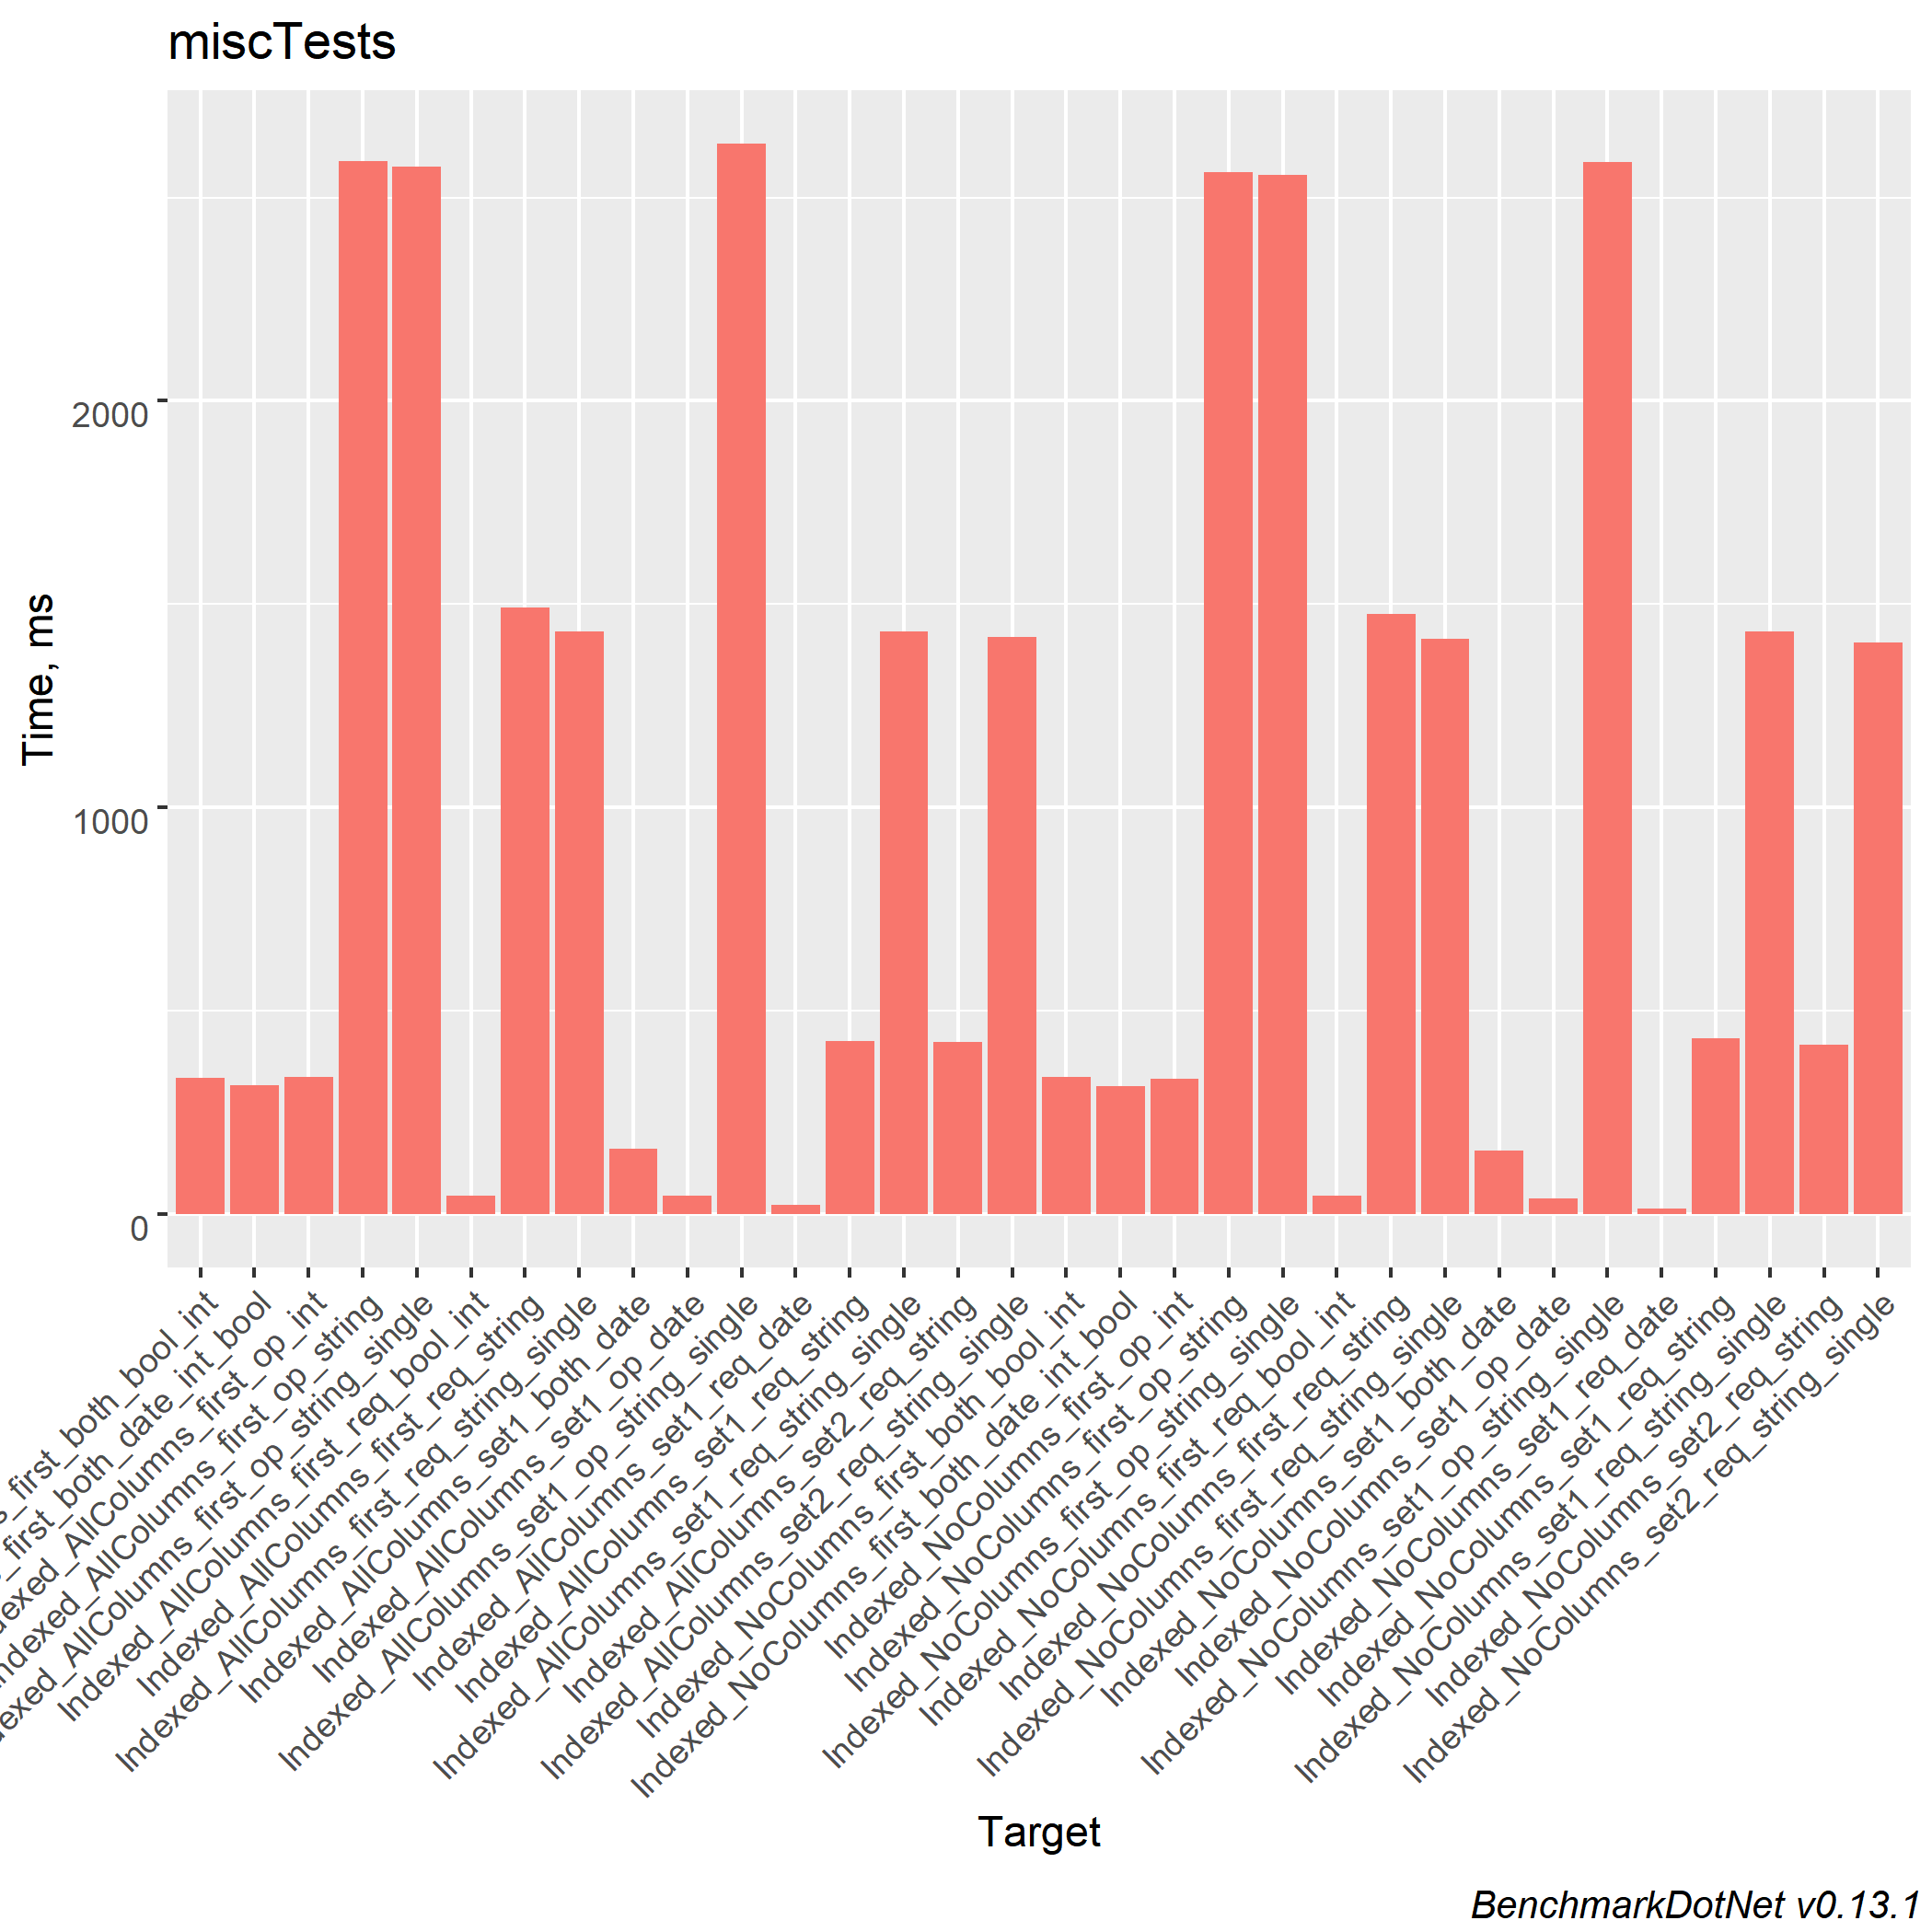 miscTests
Time, ms
2000
1000
0
s_first_both_bool_int
s_first_both_date_int_bool
Indexed_AllColumns_first_op_int
Indexed_AllColumns_first_op_string
Indexed_AllColumns_first_op_string_single
Indexed_AllColumns_first_req_bool_int
Indexed_AllColumns_first_req_string
Indexed_AllColumns_first_req_string_single
Indexed_AllColumns_set1_both_date
Indexed_AllColumns_set1_op_date
Indexed_AllColumns_set1_op_string_single
Indexed_AllColumns_set1_req_date
Indexed_AllColumns_set1_req_string
Indexed_AllColumns_set1_req_string_single
Indexed_AllColumns_set2_req_string
Indexed_AllColumns_set2_req_string_single
Indexed_NoColumns_first_both_bool_int
Indexed_NoColumns_first_both_date_int_bool
Indexed_NoColumns_first_op_int
Indexed_NoColumns_first_op_string
Indexed_NoColumns_first_op_string_single
Indexed_NoColumns_first_req_bool_int
Indexed_NoColumns_first_req_string
Indexed_NoColumns_first_req_string_single
Indexed_NoColumns_set1_both_date
Indexed_NoColumns_set1_op_date
Indexed_NoColumns_set1_op_string_single
Indexed_NoColumns_set1_req_date
Indexed_NoColumns_set1_req_string
Indexed_NoColumns_set1_req_string_single
Indexed_NoColumns_set2_req_string
Indexed_NoColumns_set2_req_string_single
Target
BenchmarkDotNet v0.13.1